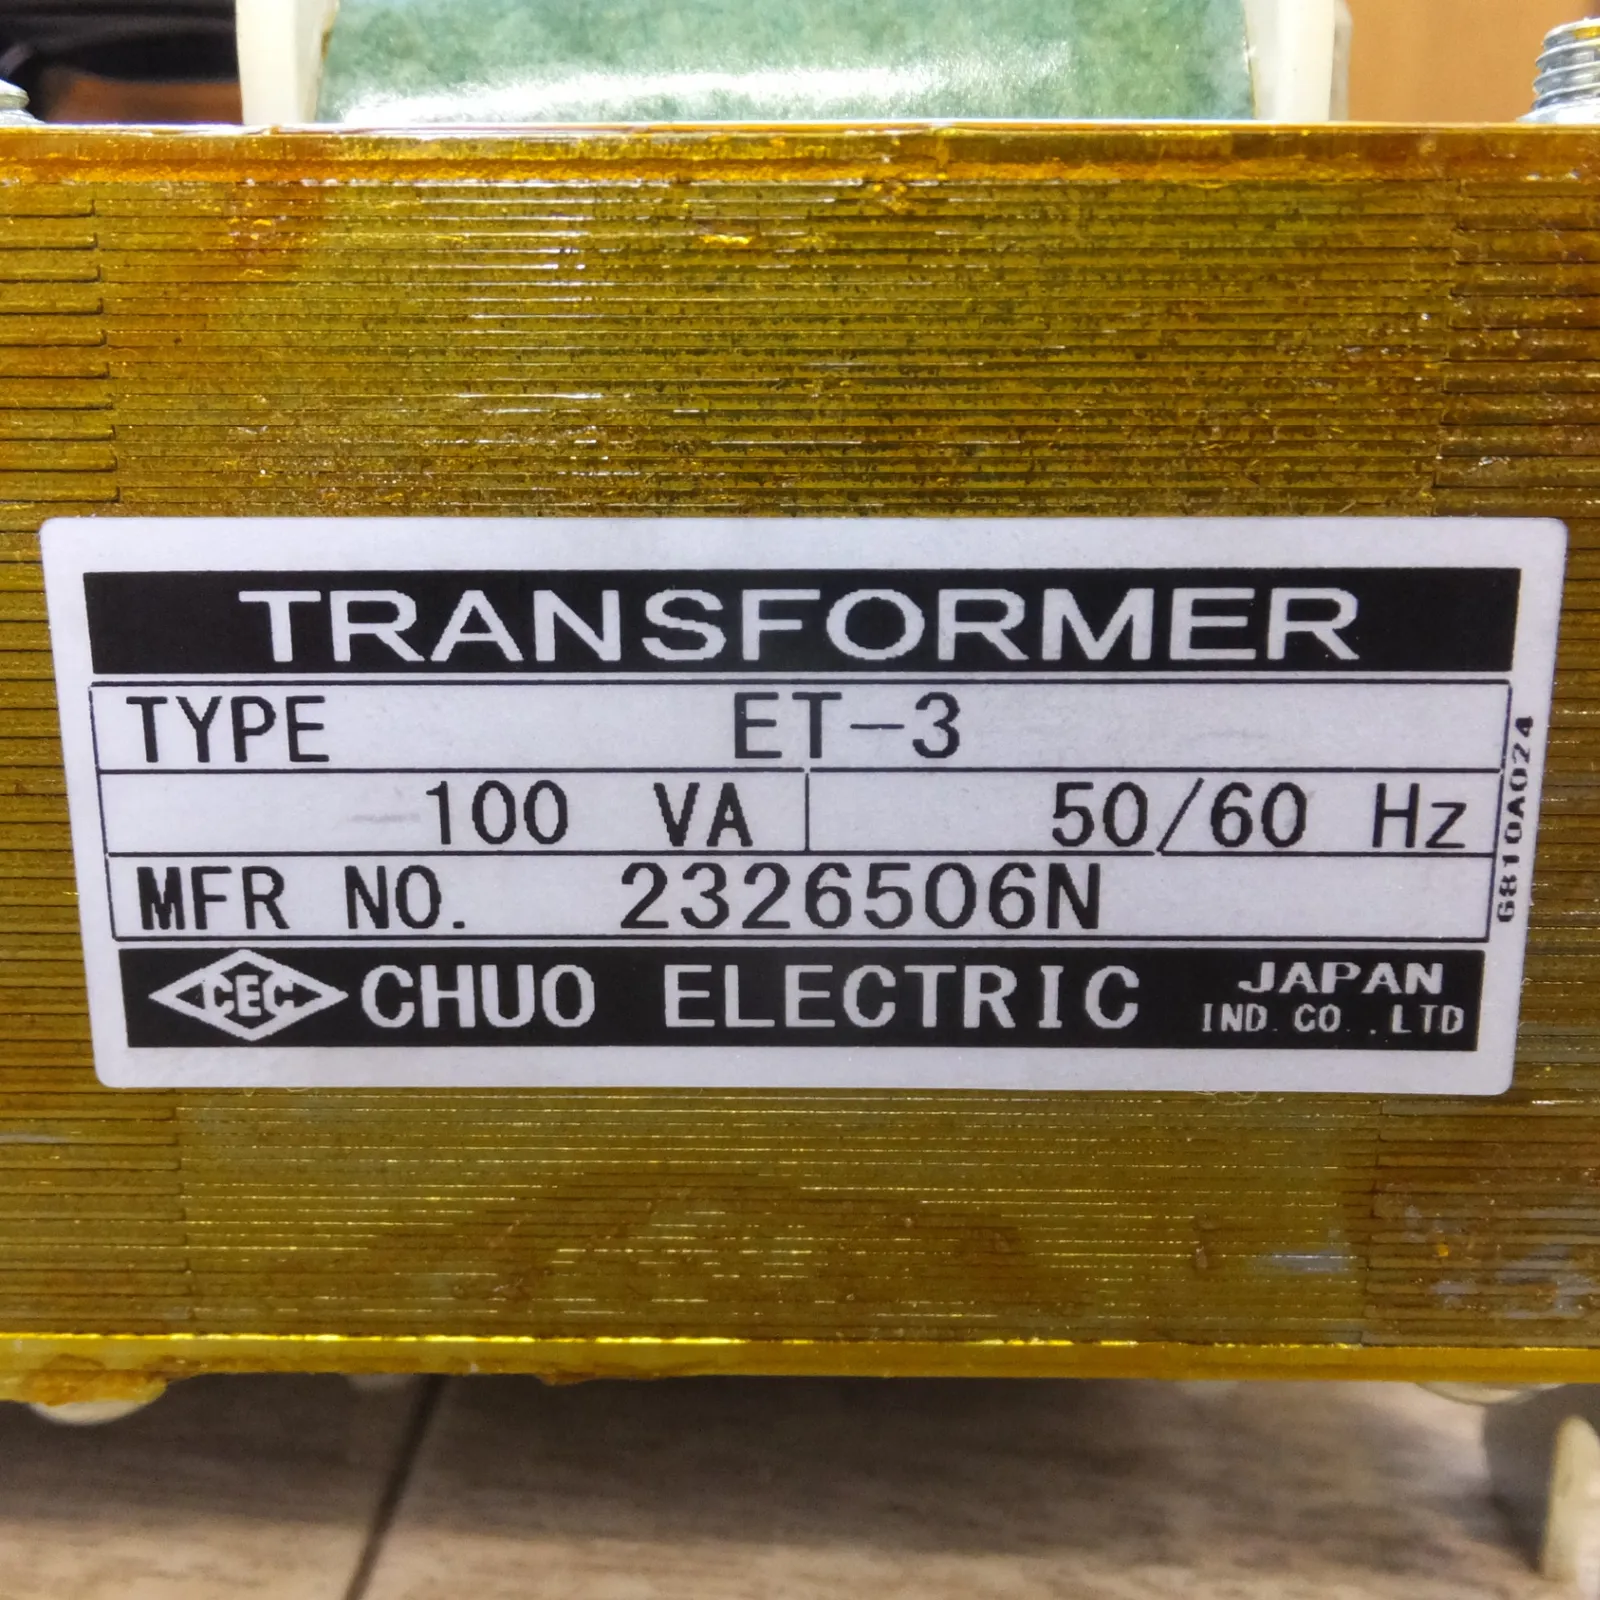 TRANSFORMER
TYPE ET-3
100 VA 50/60 Hz
MFR NO. 2326506N
CEC CHUO ELECTRIC JAPAN
IND. CO.,LTD
G810A024